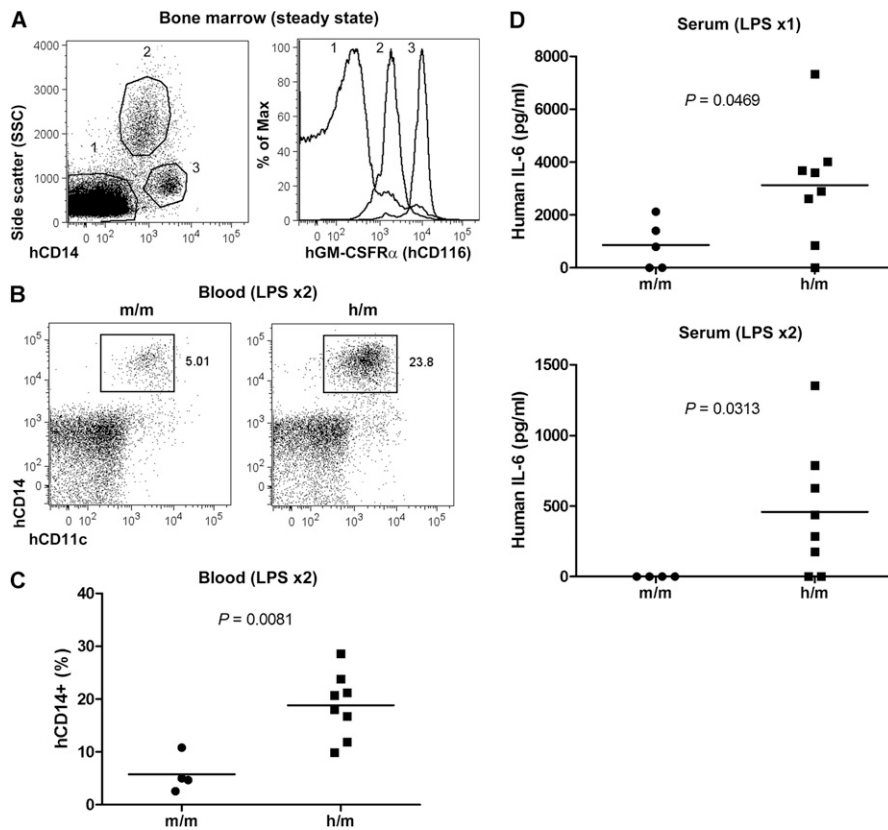 A
Bone marrow (steady state)
Side scatter (SSC)
4000
3000
2000
1000
0
2
1
3
0 10² 10³ 10⁴ 10⁵
hCD14
% of Max
100
80
60
40
20
0
1 2 3
0 10² 10³ 10⁴ 10⁵
hGM-CSFRα (hCD116)
B
Blood (LPS x2)
m/m
h/m
hCD14
10⁵
10⁴
10³
10²
0
5.01
0 10² 10³ 10⁴ 10⁵
hCD11c
10⁵
10⁴
10³
10²
0
23.8
0 10² 10³ 10⁴ 10⁵
C
Blood (LPS x2)
P = 0.0081
hCD14+ (%)
40
30
20
10
0
m/m
h/m
D
Serum (LPS x1)
P = 0.0469
Human IL-6 (pg/ml)
8000
6000
4000
2000
0
m/m
h/m
Serum (LPS x2)
P = 0.0313
Human IL-6 (pg/ml)
1500
1000
500
0
m/m
h/m